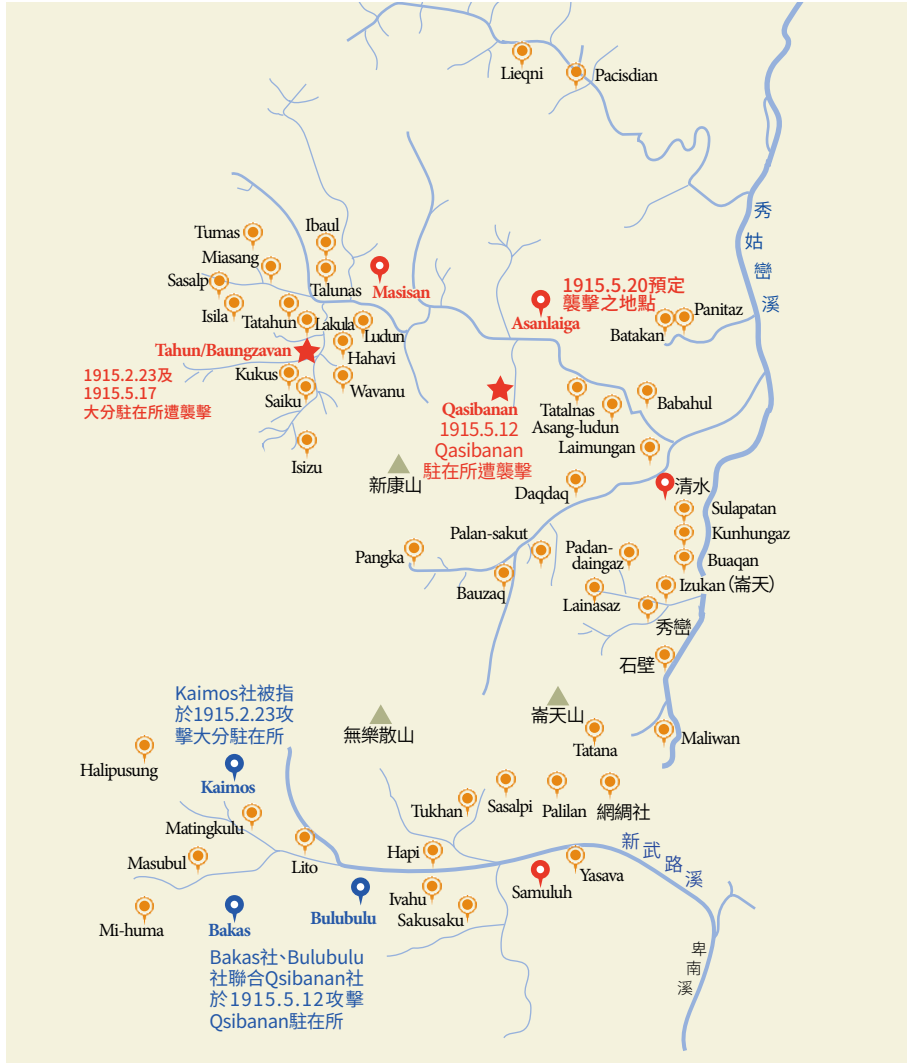 Lieqni
Pacisdian
秀姑巒溪
Tumas
Ibaul
Miasang
Sasalp
Talunas
Masisan
1915.5.20預定
襲擊之地點
Asanlaiga
Isila
Tatahun
Lakula
Ludun
Panitaz
Batakan
Tahun/Baungzavan
Hahavi
1915.2.23及
1915.5.17
大分駐在所遭襲擊
Kukus
Saiku
Wavanu
Qasibanan
1915.5.12
Qasibanan
駐在所遭襲擊
Tatalnas
Asang-ludun
Babahul
Laimungan
Isizu
新康山
Daqdaq
清水
Sulapatan
Kunhungaz
Buaqan
Palan-sakut
Padan-
daingaz
Pangka
Bauzaq
Lainasaz
Izukan（崙天）
秀巒
石壁
Kaimos社被指
於1915.2.23攻
擊大分駐在所
無樂散山
崙天山
Tatana
Maliwan
Halipusung
Kaimos
Tukhan
Sasalpi
Palilan
網綢社
Matingkulu
新武路溪
Masubul
Lito
Hapi
Yasava
Samuluh
Mi-huma
Bakas
Bulubulu
Ivahu
Sakusaku
卑南溪
Bakas社、Bulubulu
社聯合Qsibanan社
於1915.5.12攻擊
Qsibanan駐在所